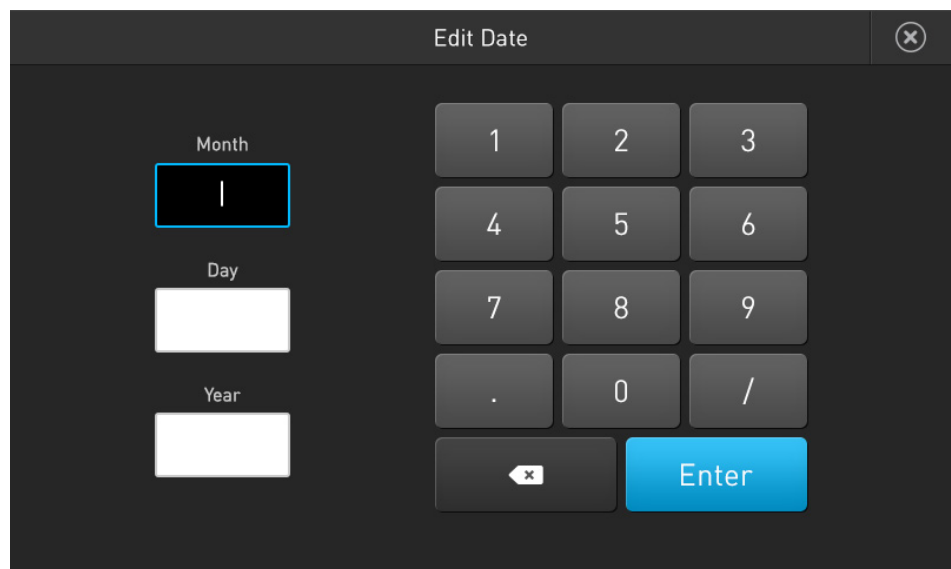 Edit Date
Month
Day
Year
1 2 3
4 5 6
7 8 9
. 0 /
Enter